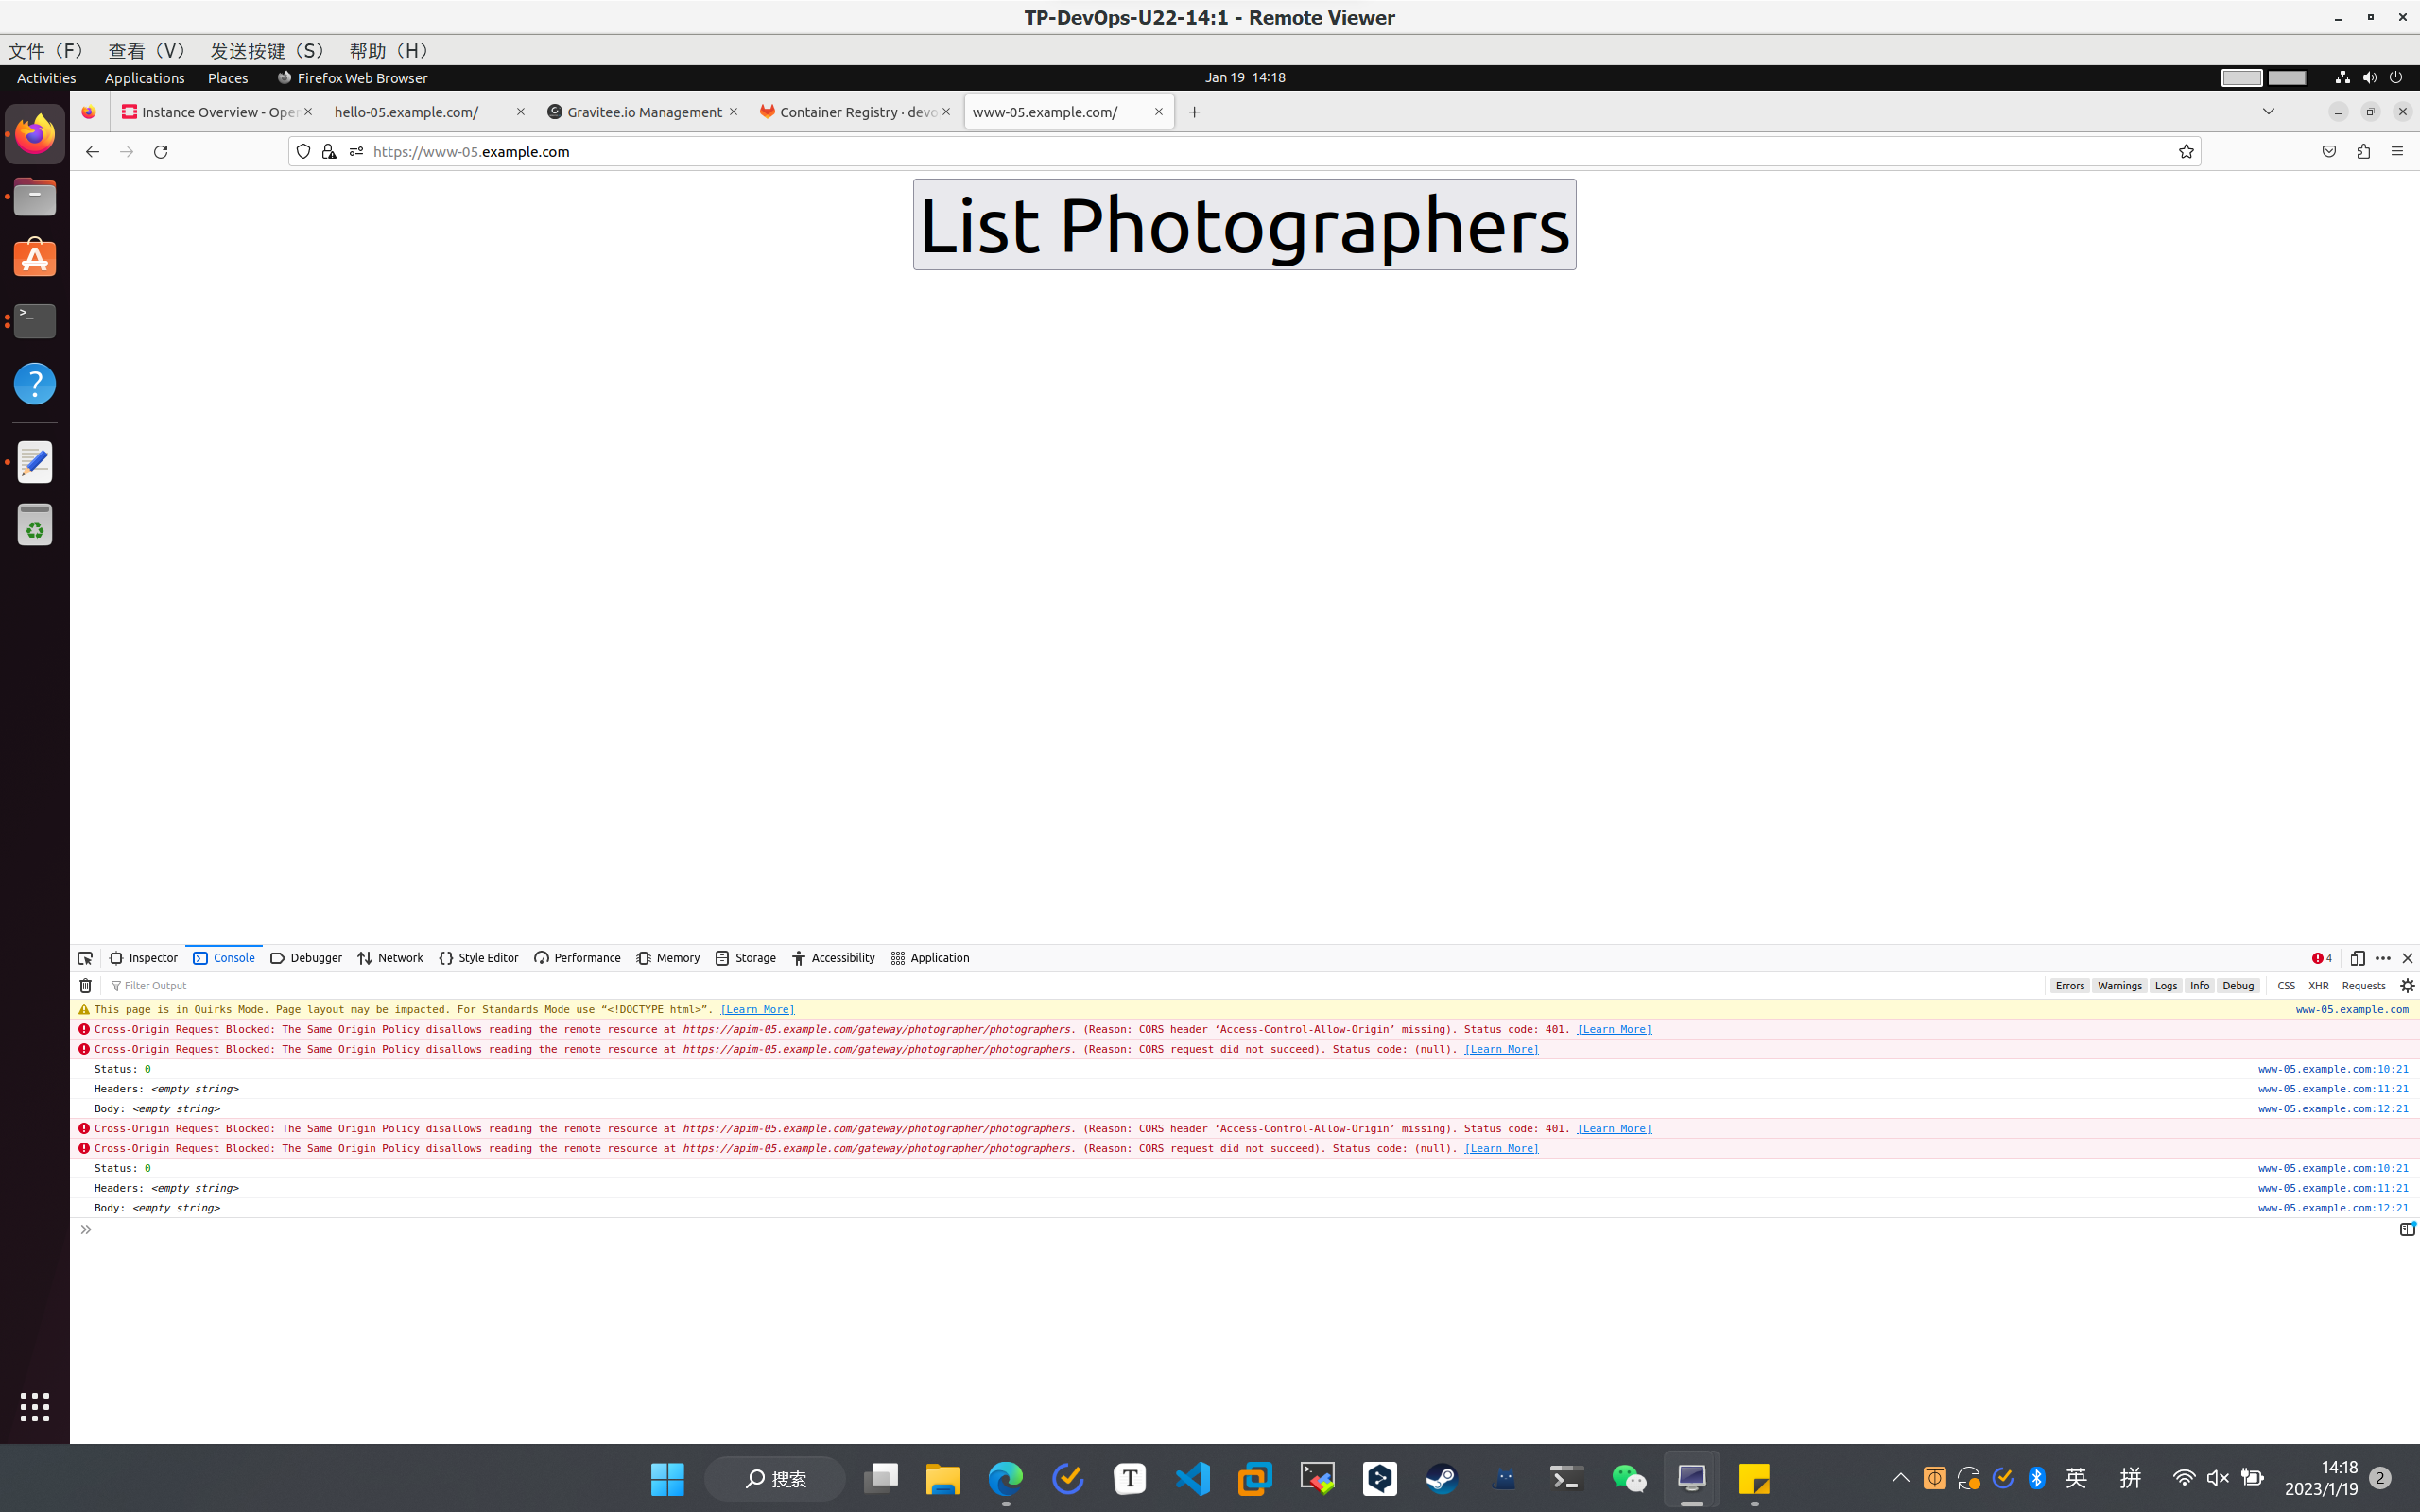 TP-DevOps-U22-14:1 - Remote Viewer
文件（F） 查看（V） 发送按键（S） 帮助（H）
Activities Applications Places Firefox Web Browser Jan 19 14:18
Instance Overview - Ope hello-05.example.com/ Gravitee.io Management Container Registry · devo www-05.example.com/
https://www-05.example.com
List Photographers
Inspector Console Debugger Network Style Editor Performance Memory Storage Accessibility Application 4
Filter Output Errors Warnings Logs Info Debug CSS XHR Requests
This page is in Quirks Mode. Page layout may be impacted. For Standards Mode use “<!DOCTYPE html>”. [Learn More] www-05.example.com
Cross-Origin Request Blocked: The Same Origin Policy disallows reading the remote resource at https://apim-05.example.com/gateway/photographer/photographers. (Reason: CORS header ‘Access-Control-Allow-Origin’ missing). Status code: 401. [Learn More]
Cross-Origin Request Blocked: The Same Origin Policy disallows reading the remote resource at https://apim-05.example.com/gateway/photographer/photographers. (Reason: CORS request did not succeed). Status code: (null). [Learn More]
Status: 0 www-05.example.com:10:21
Headers: <empty string> www-05.example.com:11:21
Body: <empty string> www-05.example.com:12:21
Cross-Origin Request Blocked: The Same Origin Policy disallows reading the remote resource at https://apim-05.example.com/gateway/photographer/photographers. (Reason: CORS header ‘Access-Control-Allow-Origin’ missing). Status code: 401. [Learn More]
Cross-Origin Request Blocked: The Same Origin Policy disallows reading the remote resource at https://apim-05.example.com/gateway/photographer/photographers. (Reason: CORS request did not succeed). Status code: (null). [Learn More]
Status: 0 www-05.example.com:10:21
Headers: <empty string> www-05.example.com:11:21
Body: <empty string> www-05.example.com:12:21
搜索 英 拼 14:18 2
2023/1/19